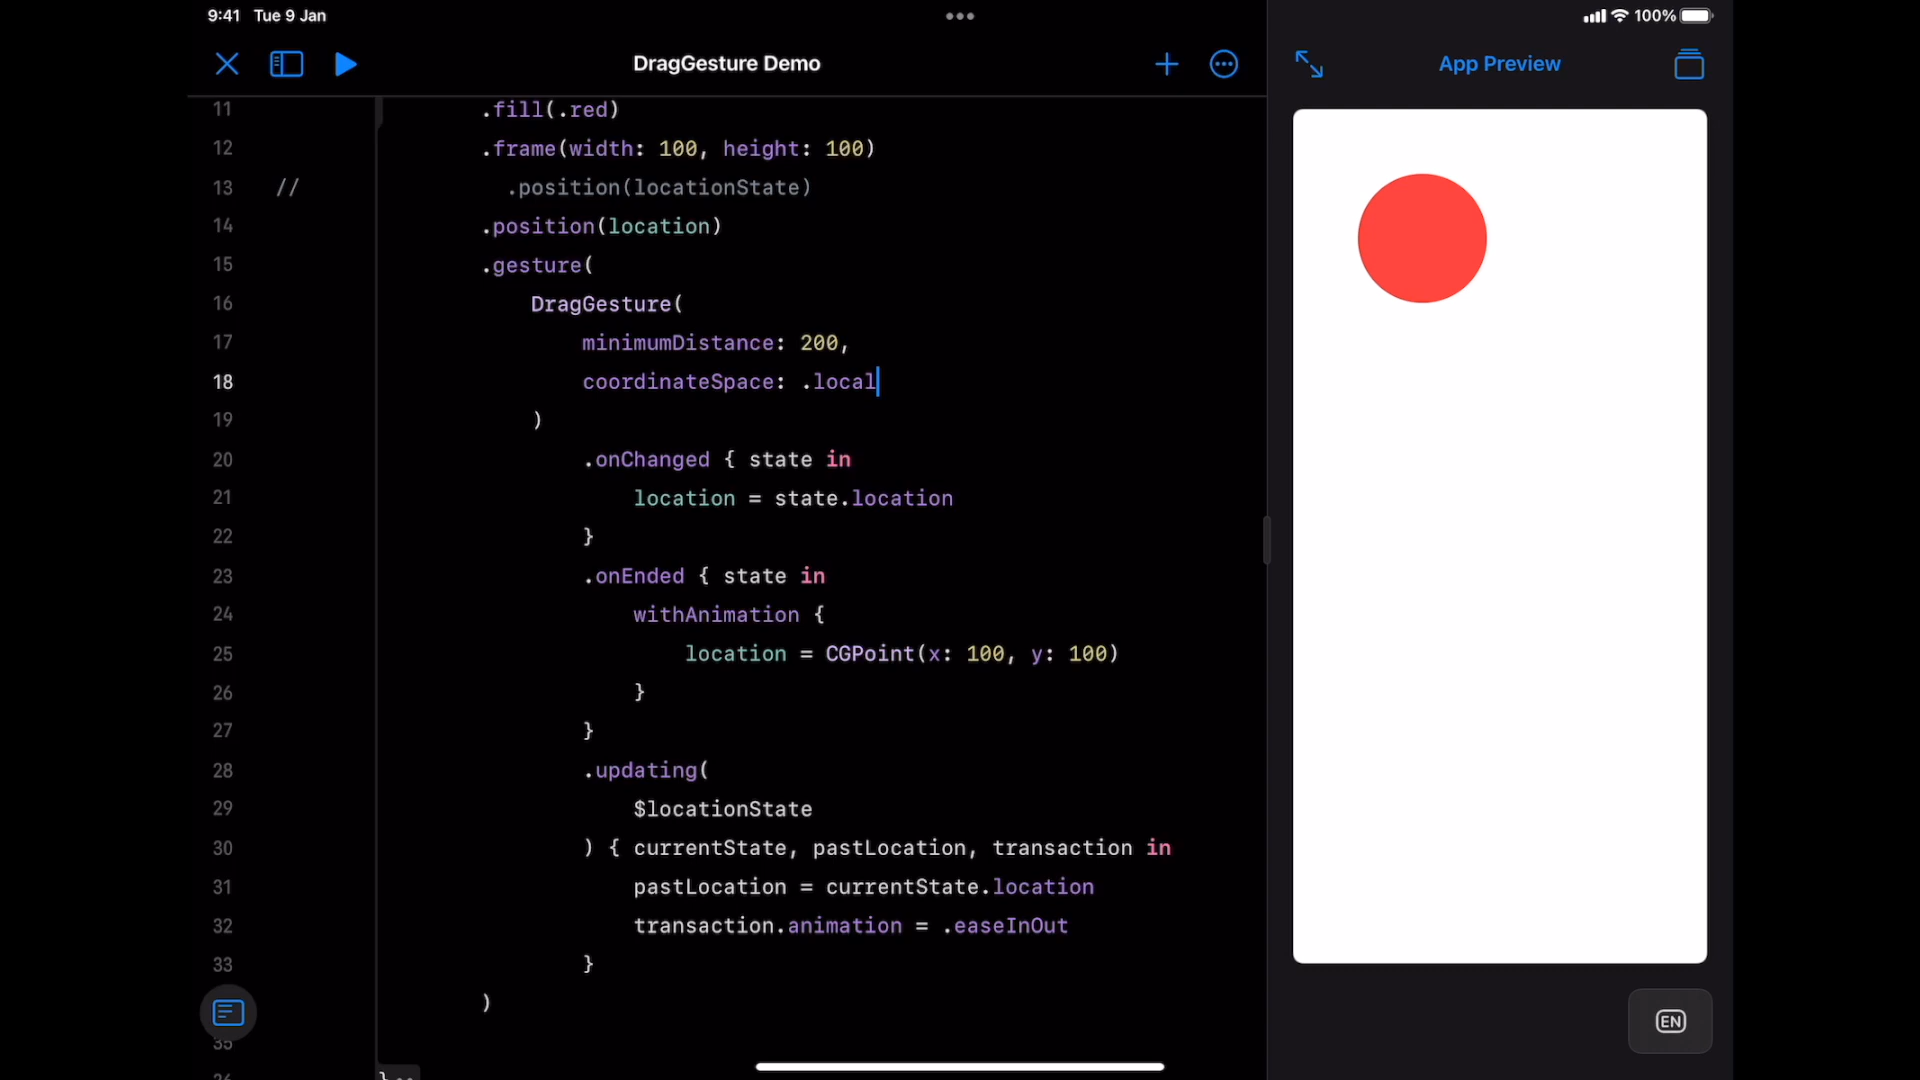 9:41 Tue 9 Jan
100%
DragGesture Demo
App Preview
11 .fill(.red)
12 .frame(width: 100, height: 100)
13 // .position(locationState)
14 .position(location)
15 .gesture(
16 DragGesture(
17 minimumDistance: 200,
18 coordinateSpace: .local
19 )
20 .onChanged { state in
21 location = state.location
22 }
23 .onEnded { state in
24 withAnimation {
25 location = CGPoint(x: 100, y: 100)
26 }
27 }
28 .updating(
29 $locationState
30 ) { currentState, pastLocation, transaction in
31 pastLocation = currentState.location
32 transaction.animation = .easeInOut
33 }
)
35
EN